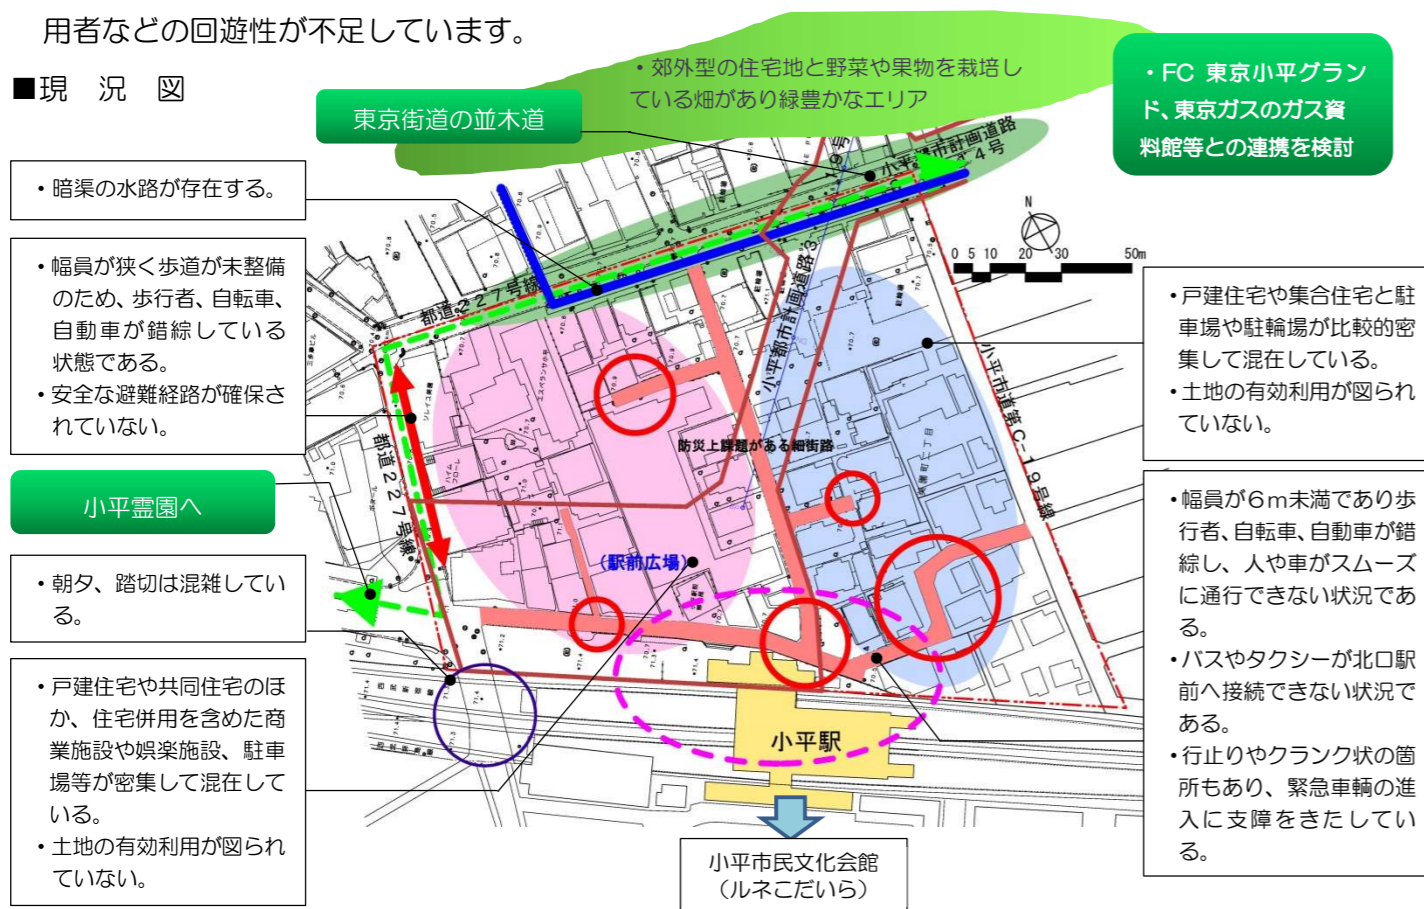 用者などの回遊性が不足しています。
■現　況　図
・郊外型の住宅地と野菜や果物を栽培し
ている畑があり緑豊かなエリア
・FC 東京小平グラン
ド、東京ガスのガス資
料館等との連携を検討
東京街道の並木道
・暗渠の水路が存在する。
・幅員が狭く歩道が未整備
のため、歩行者、自転車、
自動車が錯綜している
状態である。
・安全な避難経路が確保さ
れていない。
小平霊園へ
・朝夕、踏切は混雑してい
る。
・戸建住宅や共同住宅のほ
か、住宅併用を含めた商
業施設や娯楽施設、駐車
場等が密集して混在して
いる。
・土地の有効利用が図られ
ていない。
都道227号線
都道227号線
小平都市計画道路3
小平市道第C-19号線
防災上課題がある細街路
(駅前広場)
小平駅
小平市民文化会館
（ルネこだいら）
N
0 5 10 20 30 50m
・戸建住宅や集合住宅と駐
車場や駐輪場が比較的密
集して混在している。
・土地の有効利用が図られ
ていない。
・幅員が6m未満であり歩
行者、自転車、自動車が錯
綜し、人や車がスムーズ
に通行できない状況であ
る。
・バスやタクシーが北口駅
前へ接続できない状況で
ある。
・行止りやクランク状の箇
所もあり、緊急車輌の進
入に支障をきたしてい
る。